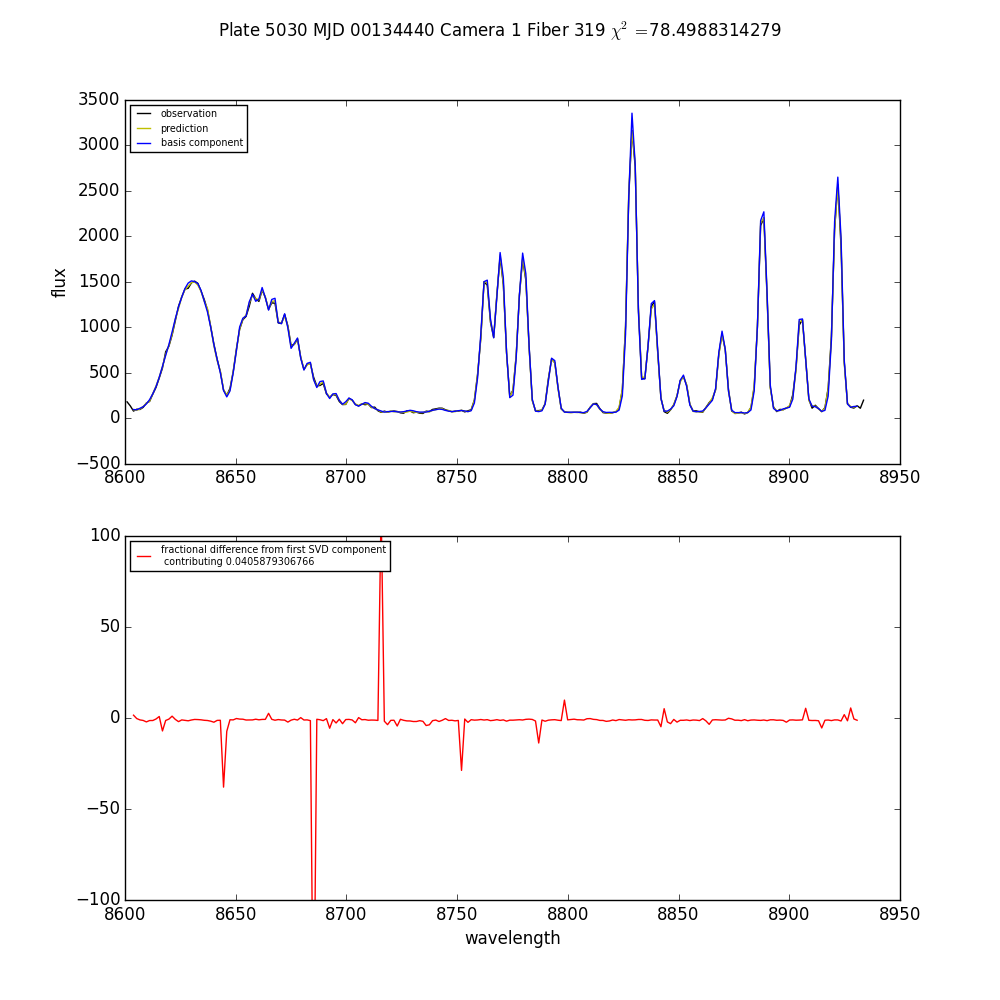 Plate 5030 MJD 00134440 Camera 1 Fiber 319 χ² =78.4988314279
3500
3000
2500
2000
1500
1000
500
0
−500
flux
observation
prediction
basis component
8600 8650 8700 8750 8800 8850 8900 8950
100
50
0
−50
−100
fractional difference from first SVD component
contributing 0.0405879306766
8600 8650 8700 8750 8800 8850 8900 8950
wavelength